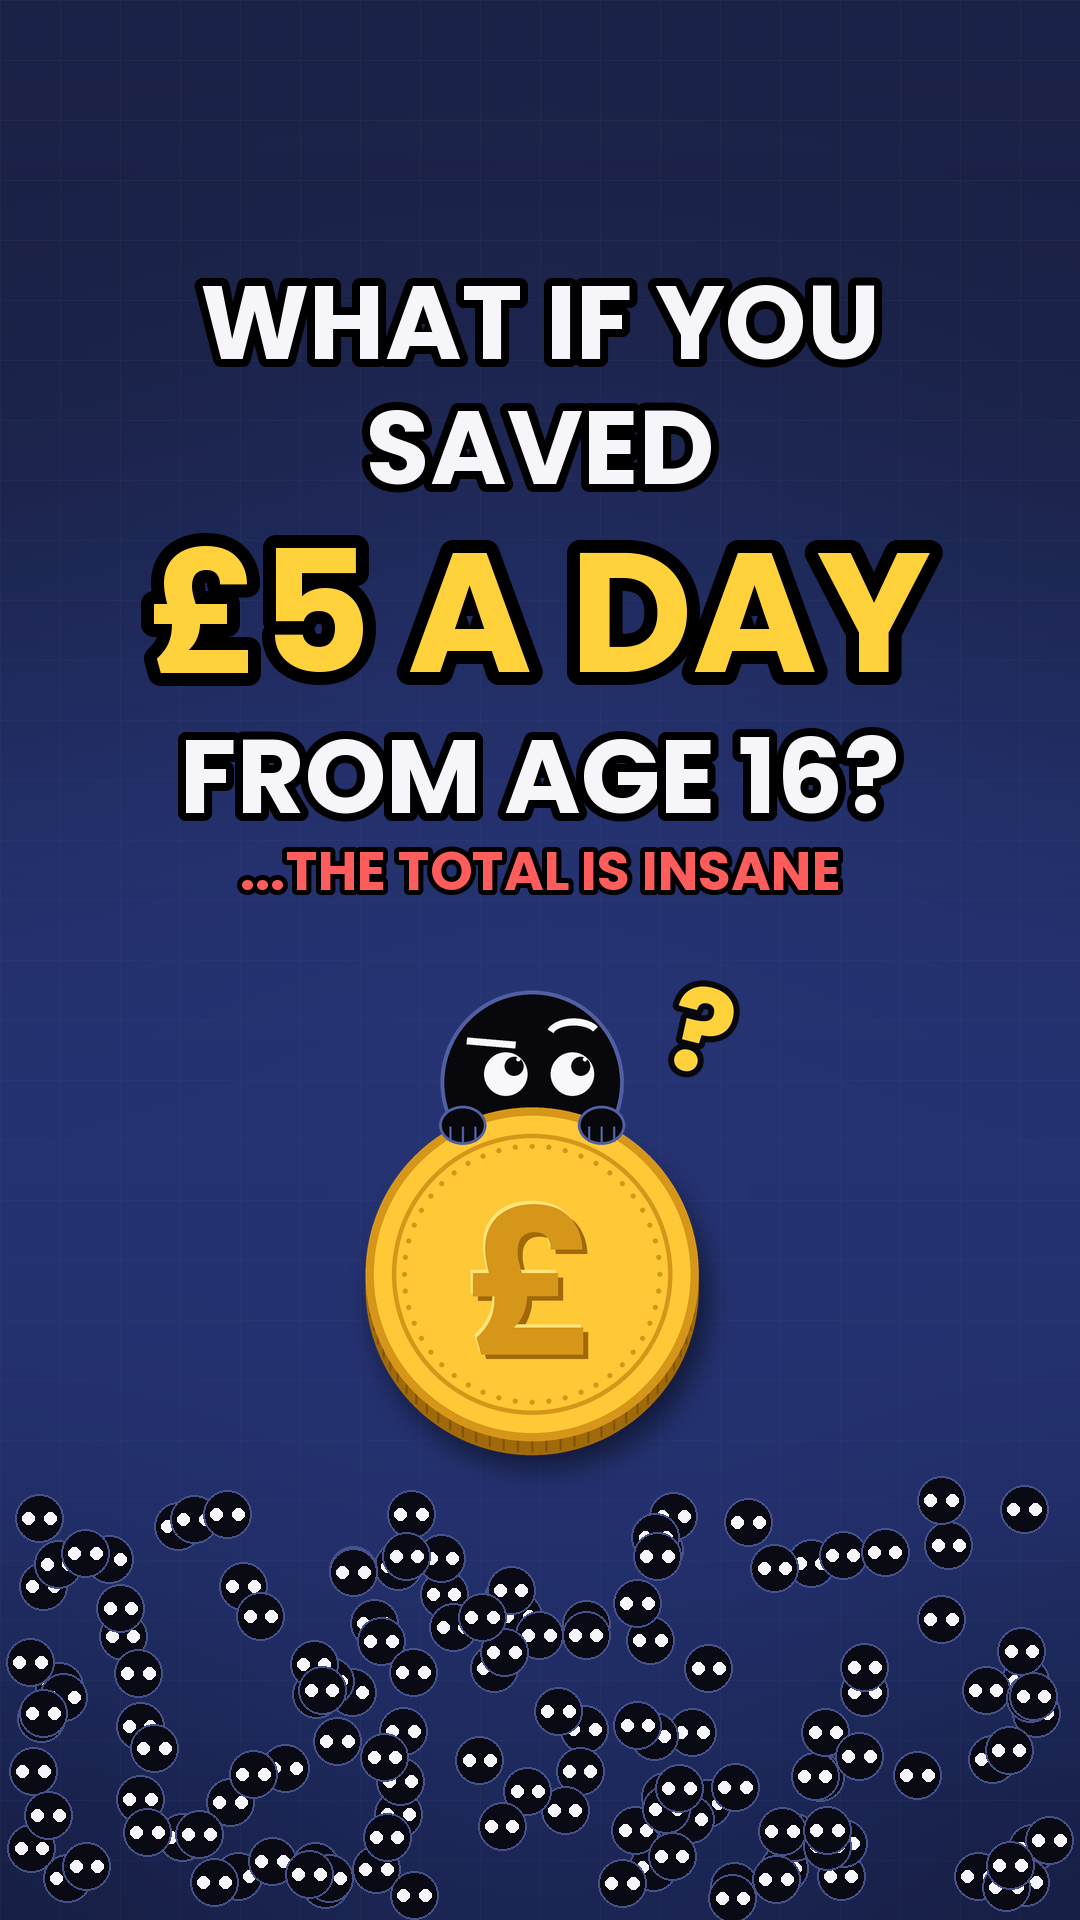 WHAT IF YOU
SAVED
£5 A DAY
FROM AGE 16?
...THE TOTAL IS INSANE
?
£